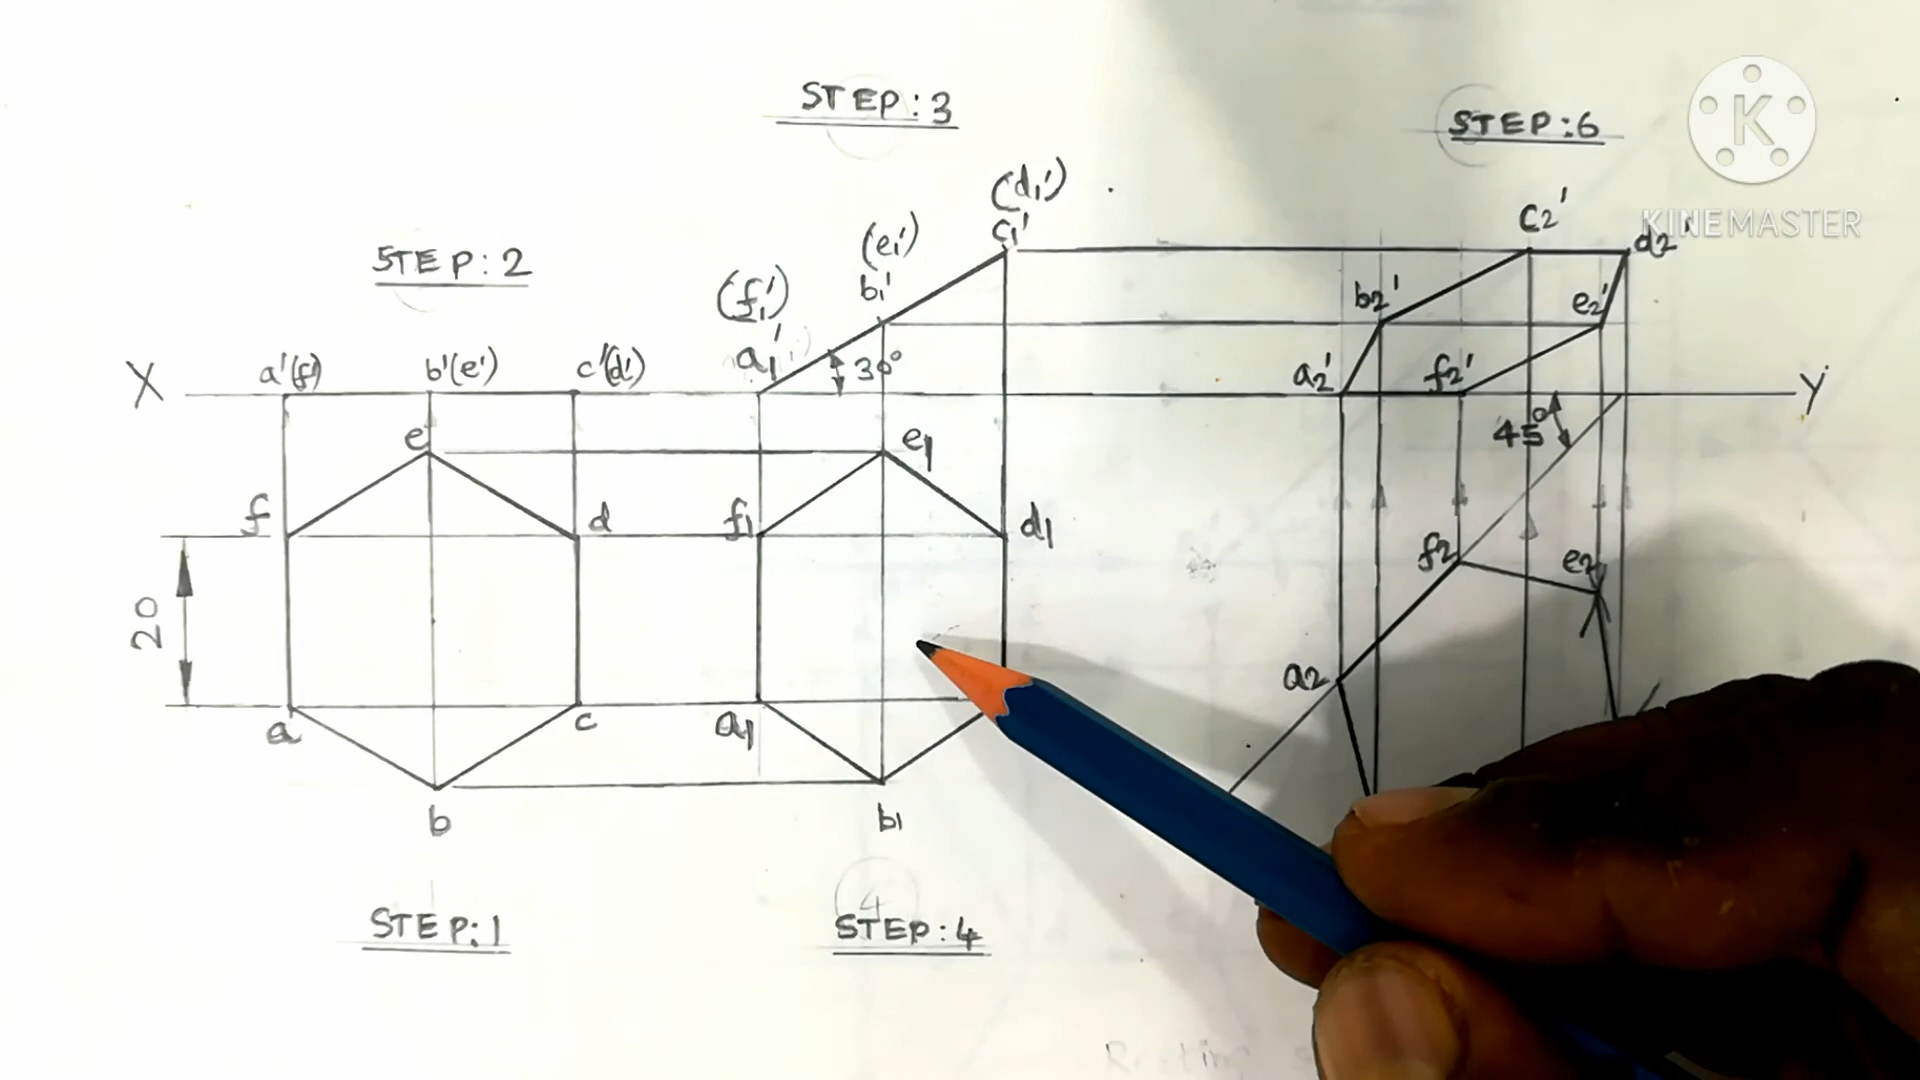 STEP:3
STEP:6
K
KINEMASTER
(d1')
c1'
c2'
d2'
STEP:2
(e1')
b1'
(f1')
a1'
30°
b2'
e2'
X
a'(f')
b'(e')
c'(d')
a2'
f2'
Y
45°
e
e1
f
d
f1
d1
f2
e2
20
a2
a
c
a1
b
b1
4
STEP:1
STEP:4